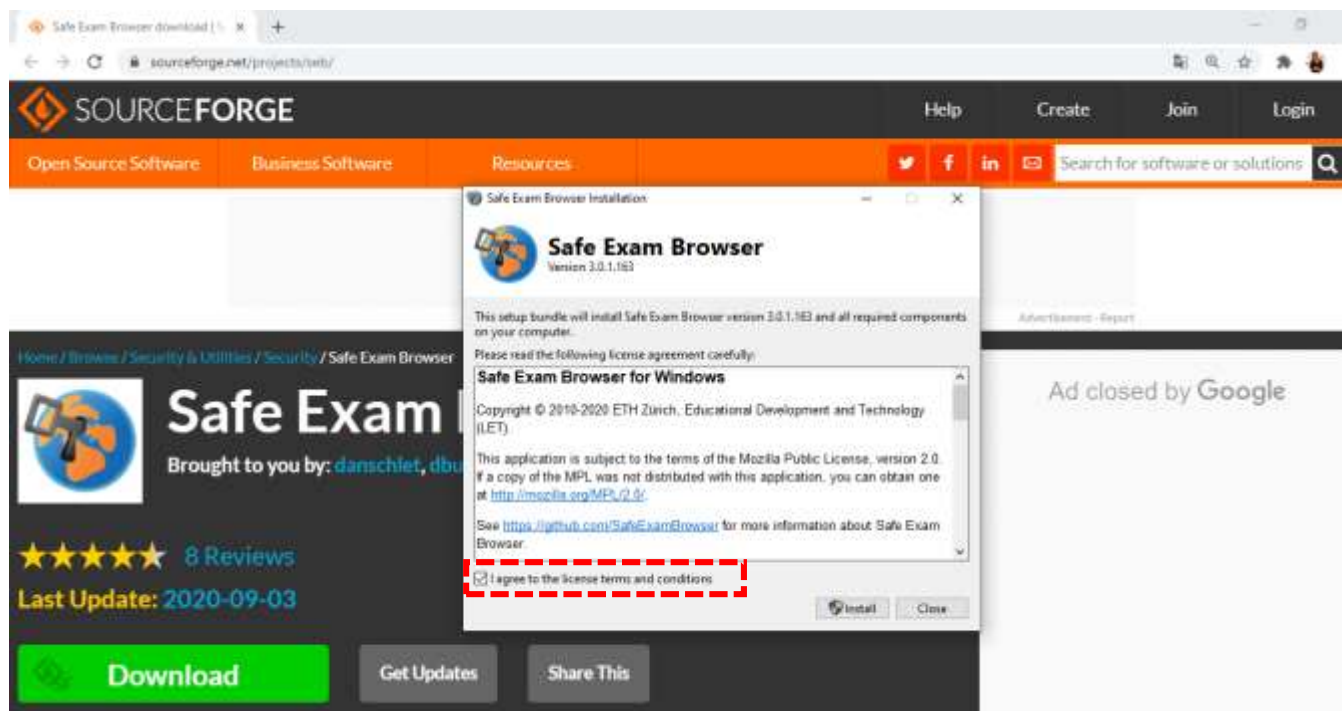 Safe Exam Browser download |
sourceforge.net/projects/seb/
SOURCEFORGE
Help Create Join Login
Open Source Software Business Software Resources
f in Search for software or solutions
Safe Exam Browser Installation
Safe Exam Browser
Version 3.0.1.163
This setup bundle will install Safe Exam Browser version 3.0.1.163 and all required components
on your computer.
Please read the following license agreement carefully:
Safe Exam Browser for Windows
Copyright © 2010-2020 ETH Zürich, Educational Development and Technology
(LET)
This application is subject to the terms of the Mozilla Public License, version 2.0.
If a copy of the MPL was not distributed with this application, you can obtain one
at http://mozilla.org/MPL/2.0/.
See https://github.com/SafeExamBrowser for more information about Safe Exam
Browser.
I agree to the license terms and conditions
Install Close
Advertisement - Report
Home / Browse / Security & Utilities / Security / Safe Exam Browser
Safe Exam
Brought to you by: danschlet, dbu
8 Reviews
Last Update: 2020-09-03
Download Get Updates Share This
Ad closed by Google